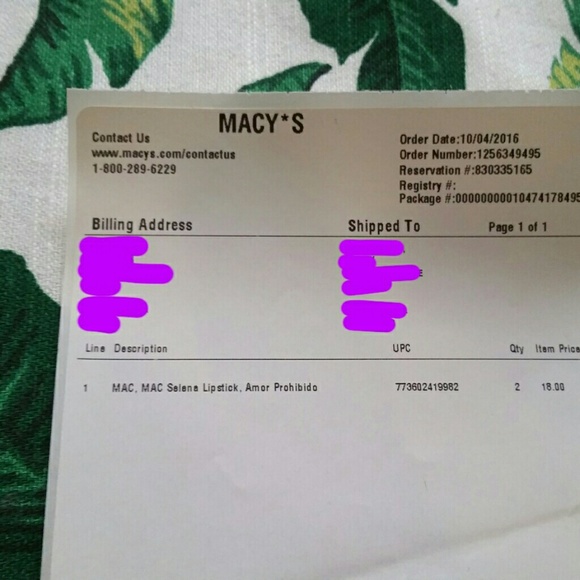 MACY*S
Contact Us
www.macys.com/contactus
1-800-289-6229
Order Date:10/04/2016
Order Number:1256349495
Reservation #:830335165
Registry #:
Package #:00000000010474178495
Billing Address
Shipped To
Page 1 of 1
Line Description UPC Qty Item Price
1 MAC, MAC Selena Lipstick, Amor Prohibido 773602419982 2 18.00